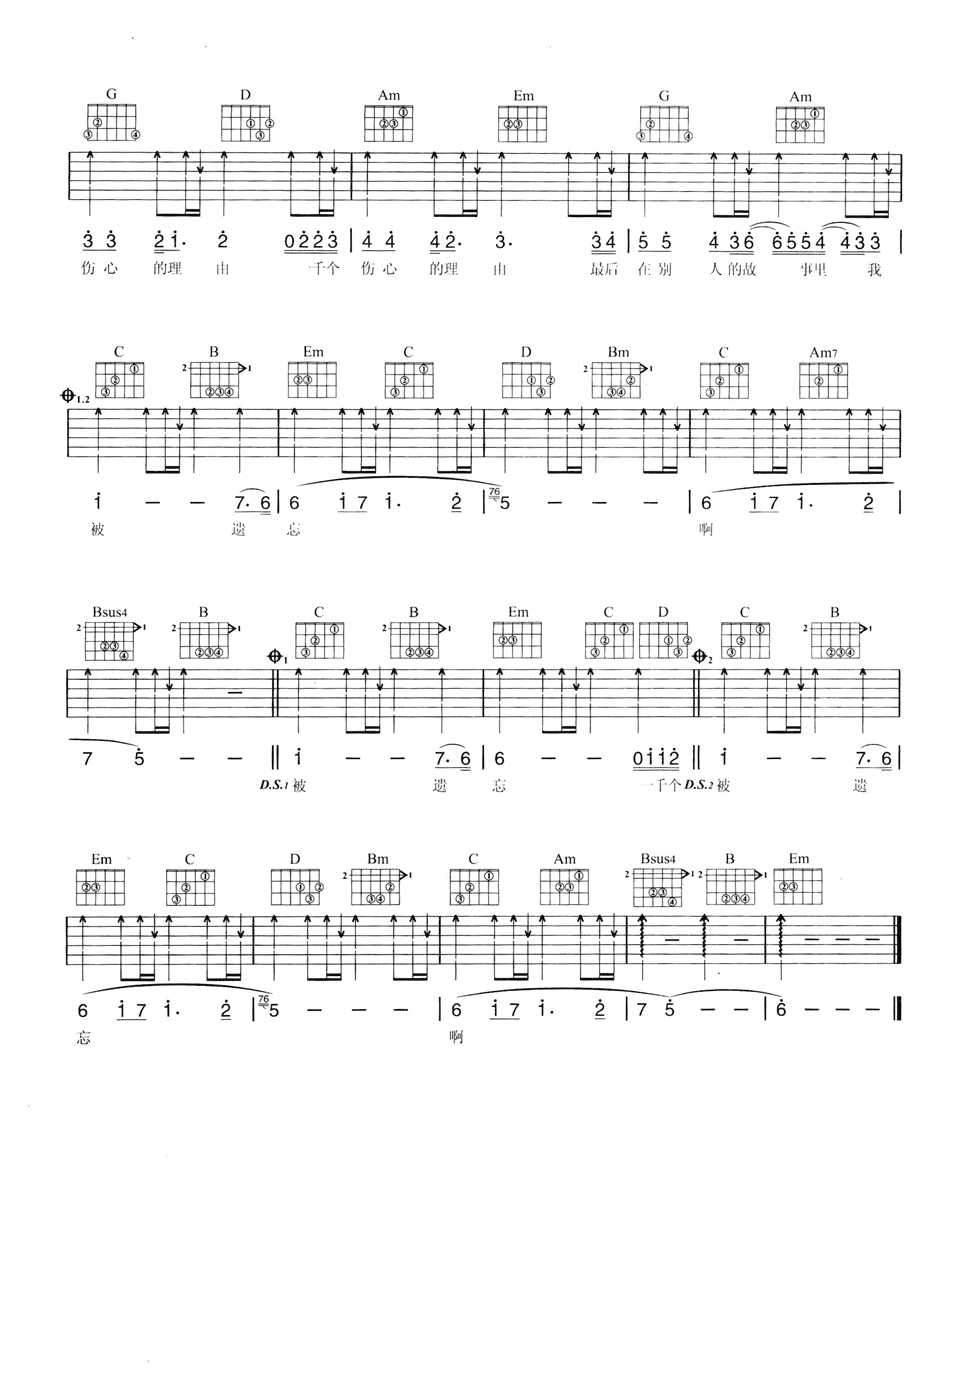 G D Am Em G Am
3 3 2 1· 2 0 2 2 3 | 4 4 4 2· 3· 3 4 | 5 5 4 3 6 6 5 5 4 4 3 3 |
伤 心 的理 由 一千个 伤 心 的理 由 最后 在 别 人 的故 事里 我
C B Em C D Bm C Am7
1.2
1 — — 7· 6 | 6 1 7 1· 2 | 76 5 — — — | 6 1 7 1· 2 |
被 遗 忘 啊
Bsus4 B C B Em C D C B
1 2
7 5 — — || 1 — — 7· 6 | 6 — — 0 1 1 2 || 1 — — 7· 6 |
D.S.1 被 遗 忘 一千个 D.S.2 被 遗
Em C D Bm C Am Bsus4 B Em
6 1 7 1· 2 | 76 5 — — — | 6 1 7 1· 2 | 7 5 — — | 6 — — — ||
忘 啊